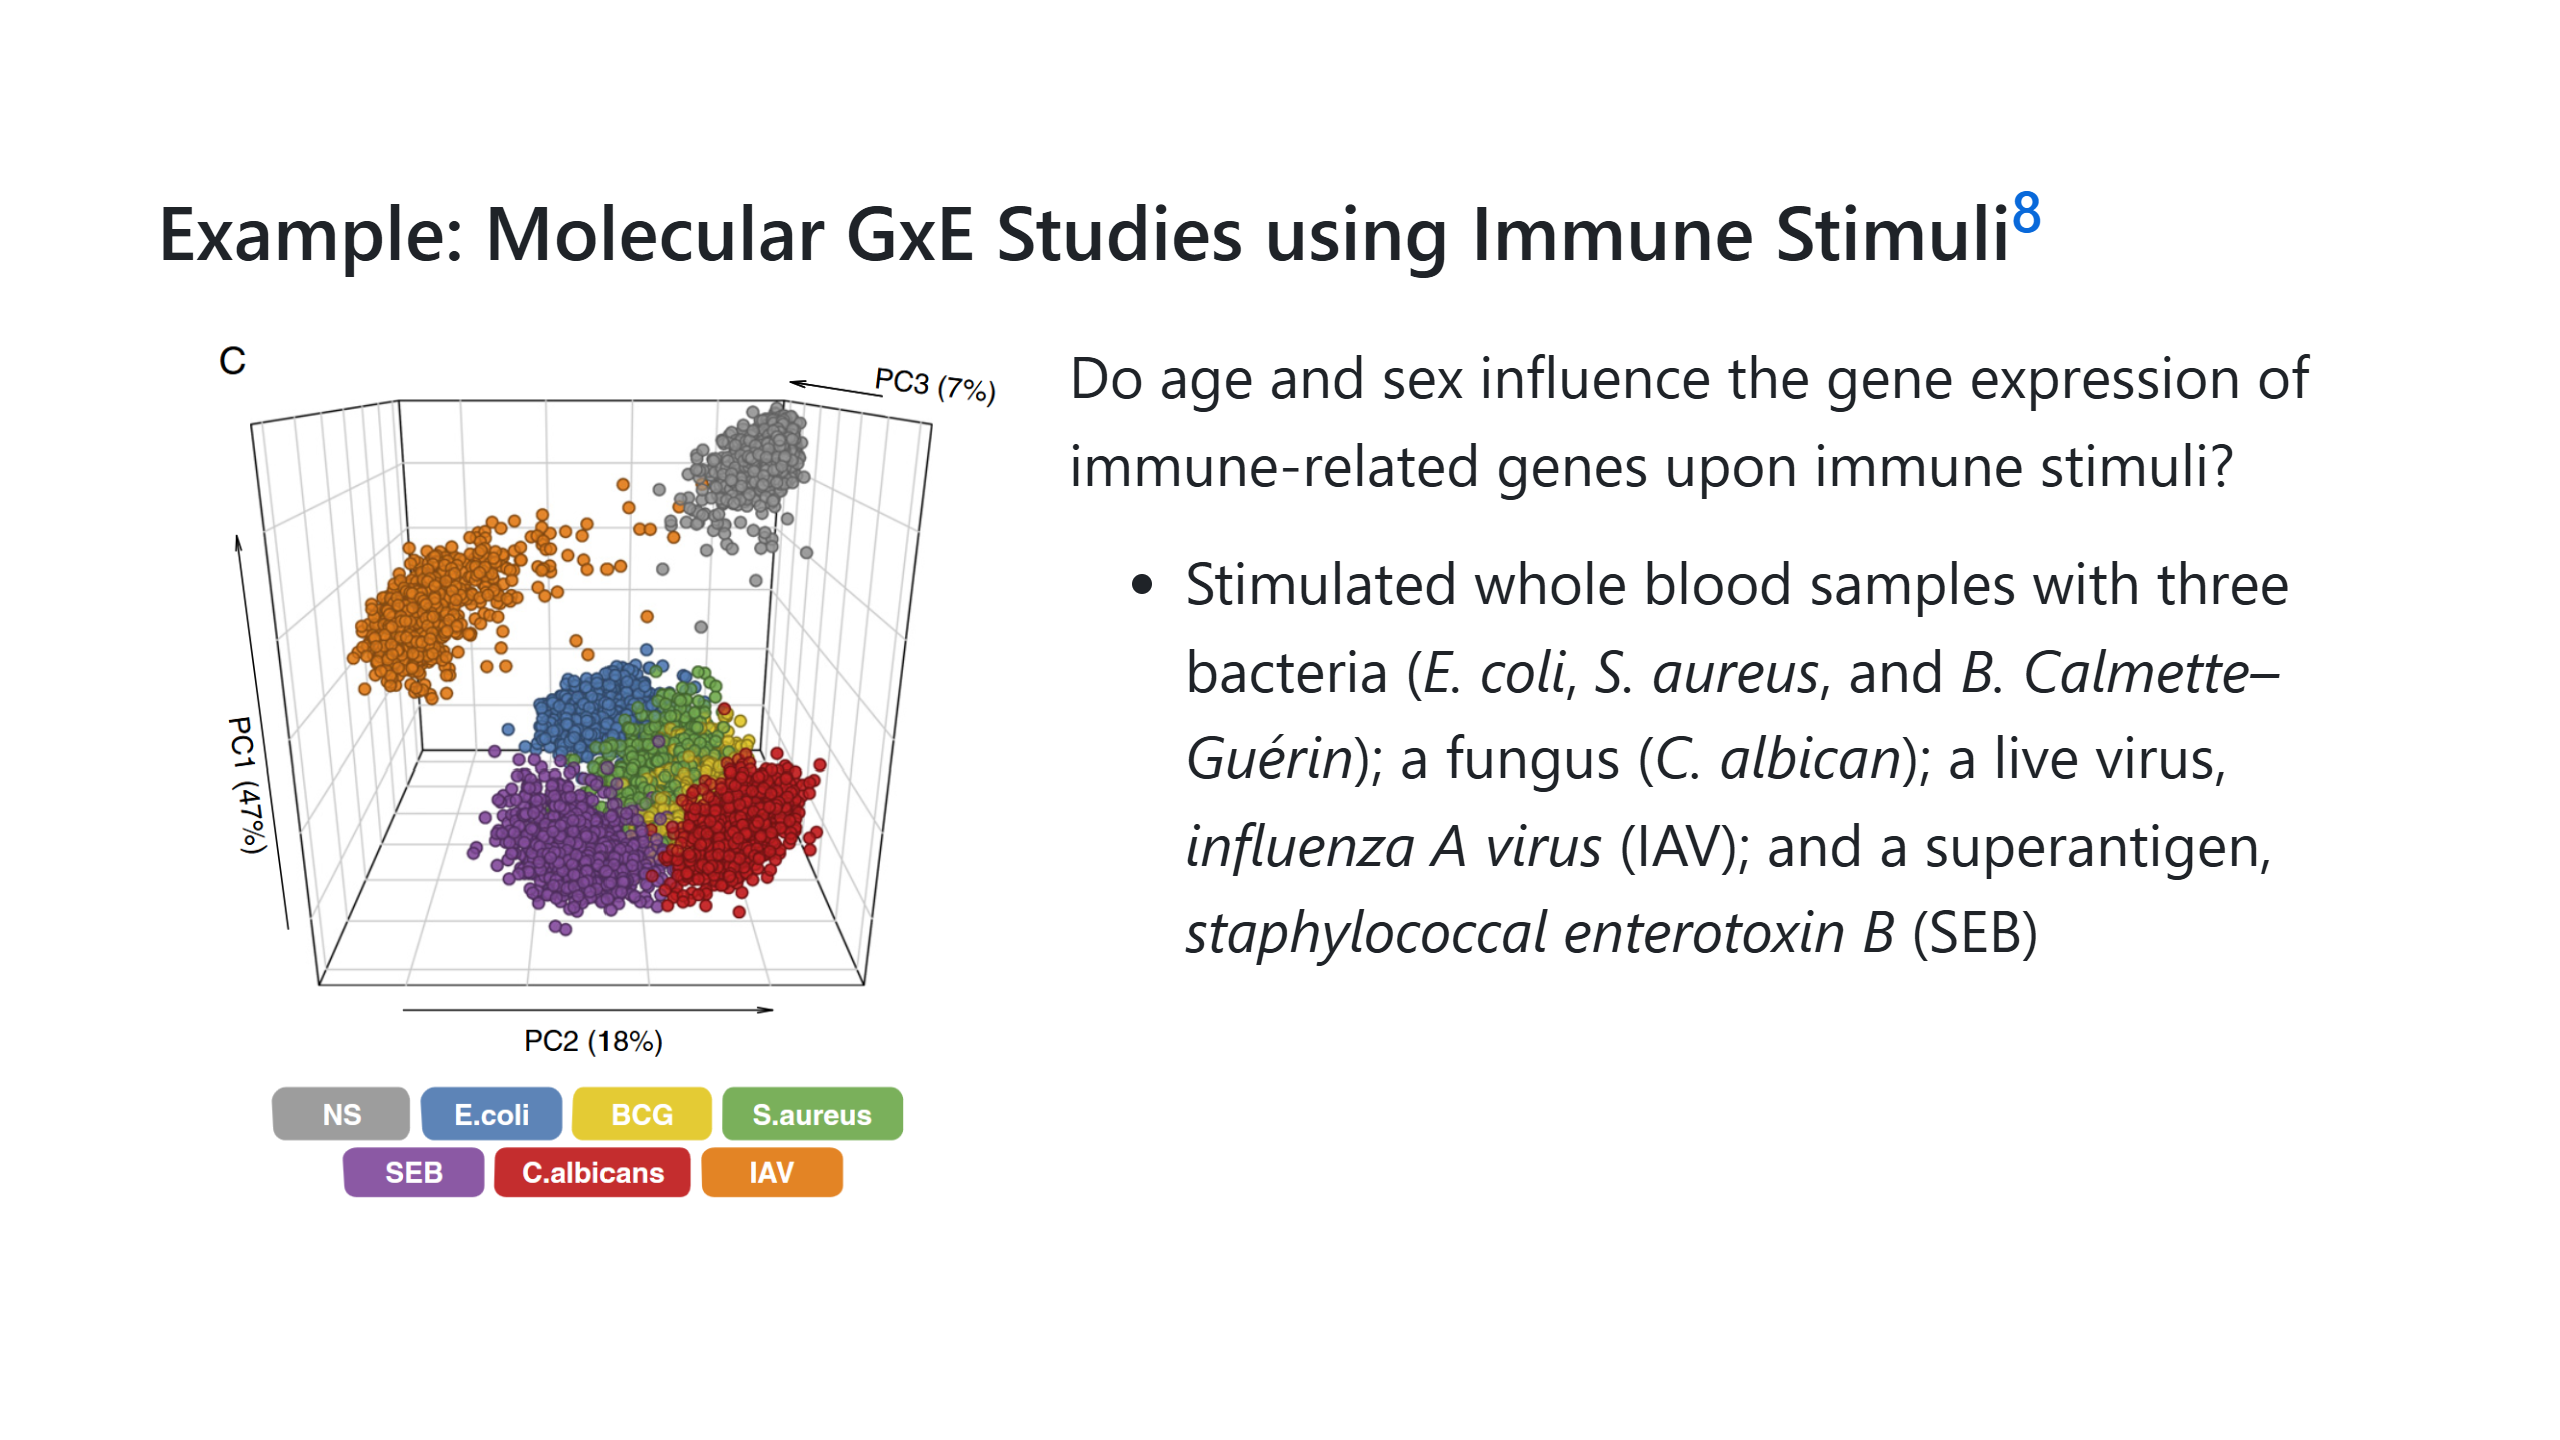 Example: Molecular GxE Studies using Immune Stimuli8
C
PC3 (7%)
PC1 (47%)
PC2 (18%)
NS E.coli BCG S.aureus
SEB C.albicans IAV
Do age and sex influence the gene expression of
immune-related genes upon immune stimuli?
• Stimulated whole blood samples with three
bacteria (E. coli, S. aureus, and B. Calmette–
Guérin); a fungus (C. albican); a live virus,
influenza A virus (IAV); and a superantigen,
staphylococcal enterotoxin B (SEB)